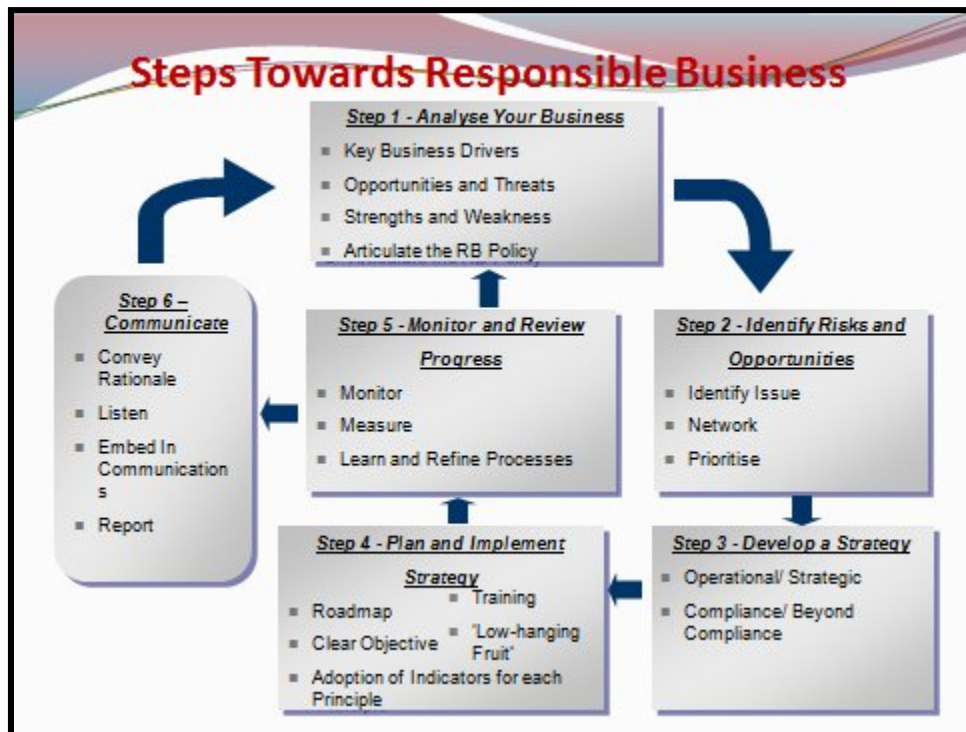 Steps Towards Responsible Business
Step 1 - Analyse Your Business
Key Business Drivers
Opportunities and Threats
Strengths and Weakness
Articulate the RB Policy
Step 2 - Identify Risks and
Opportunities
Identify Issue
Network
Prioritise
Step 3 - Develop a Strategy
Operational/ Strategic
Compliance/ Beyond
Compliance
Step 4 - Plan and Implement
Strategy
Roadmap
Clear Objective
Training
'Low-hanging
Fruit'
Adoption of Indicators for each
Principle
Step 5 - Monitor and Review
Progress
Monitor
Measure
Learn and Refine Processes
Step 6 –
Communicate
Convey
Rationale
Listen
Embed In
Communication
s
Report